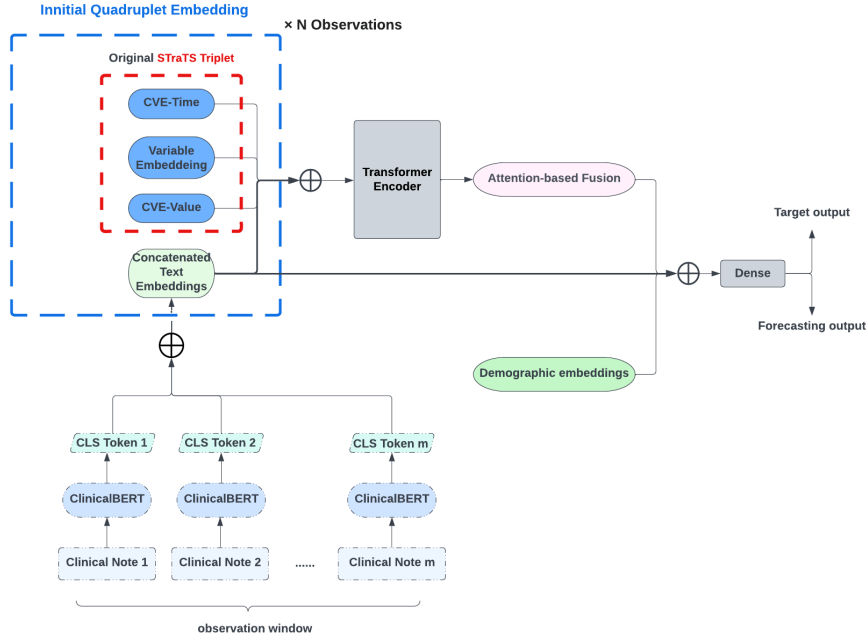 Innitial Quadruplet Embedding
× N Observations
Original STraTS Triplet
CVE-Time
Variable
Embeddeing
CVE-Value
Concatenated
Text
Embeddings
Transformer
Encoder
Attention-based Fusion
Target output
Dense
Forecasting output
Demographic embeddings
CLS Token 1
CLS Token 2
CLS Token m
ClinicalBERT
ClinicalBERT
ClinicalBERT
Clinical Note 1
Clinical Note 2
......
Clinical Note m
observation window